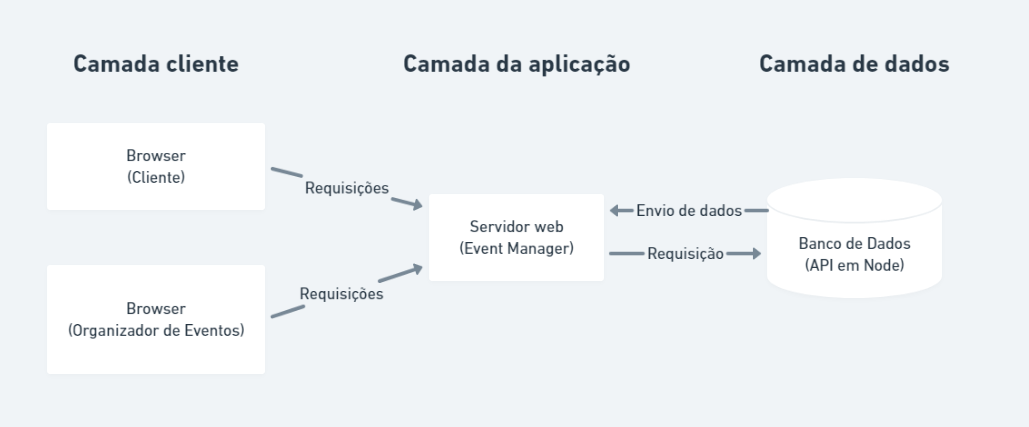 Camada cliente
Camada da aplicação
Camada de dados
Browser
(Cliente)
Requisições
Servidor web
(Event Manager)
Envio de dados
Requisição
Banco de Dados
(API em Node)
Browser
(Organizador de Eventos)
Requisições